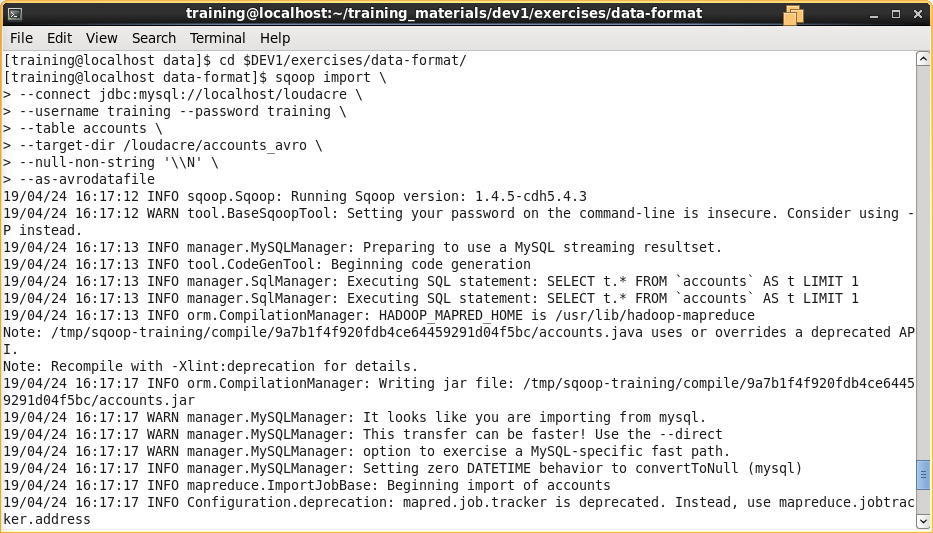 training@localhost:~/training_materials/dev1/exercises/data-format
File Edit View Search Terminal Help
[training@localhost data]$ cd $DEV1/exercises/data-format/
[training@localhost data-format]$ sqoop import \
> --connect jdbc:mysql://localhost/loudacre \
> --username training --password training \
> --table accounts \
> --target-dir /loudacre/accounts_avro \
> --null-non-string '\\N' \
> --as-avrodatafile
19/04/24 16:17:12 INFO sqoop.Sqoop: Running Sqoop version: 1.4.5-cdh5.4.3
19/04/24 16:17:12 WARN tool.BaseSqoopTool: Setting your password on the command-line is insecure. Consider using -
P instead.
19/04/24 16:17:13 INFO manager.MySQLManager: Preparing to use a MySQL streaming resultset.
19/04/24 16:17:13 INFO tool.CodeGenTool: Beginning code generation
19/04/24 16:17:13 INFO manager.SqlManager: Executing SQL statement: SELECT t.* FROM `accounts` AS t LIMIT 1
19/04/24 16:17:13 INFO manager.SqlManager: Executing SQL statement: SELECT t.* FROM `accounts` AS t LIMIT 1
19/04/24 16:17:13 INFO orm.CompilationManager: HADOOP_MAPRED_HOME is /usr/lib/hadoop-mapreduce
Note: /tmp/sqoop-training/compile/9a7b1f4f920fdb4ce64459291d04f5bc/accounts.java uses or overrides a deprecated AP
I.
Note: Recompile with -Xlint:deprecation for details.
19/04/24 16:17:17 INFO orm.CompilationManager: Writing jar file: /tmp/sqoop-training/compile/9a7b1f4f920fdb4ce6445
9291d04f5bc/accounts.jar
19/04/24 16:17:17 WARN manager.MySQLManager: It looks like you are importing from mysql.
19/04/24 16:17:17 WARN manager.MySQLManager: This transfer can be faster! Use the --direct
19/04/24 16:17:17 WARN manager.MySQLManager: option to exercise a MySQL-specific fast path.
19/04/24 16:17:17 INFO manager.MySQLManager: Setting zero DATETIME behavior to convertToNull (mysql)
19/04/24 16:17:17 INFO mapreduce.ImportJobBase: Beginning import of accounts
19/04/24 16:17:17 INFO Configuration.deprecation: mapred.job.tracker is deprecated. Instead, use mapreduce.jobtrac
ker.address